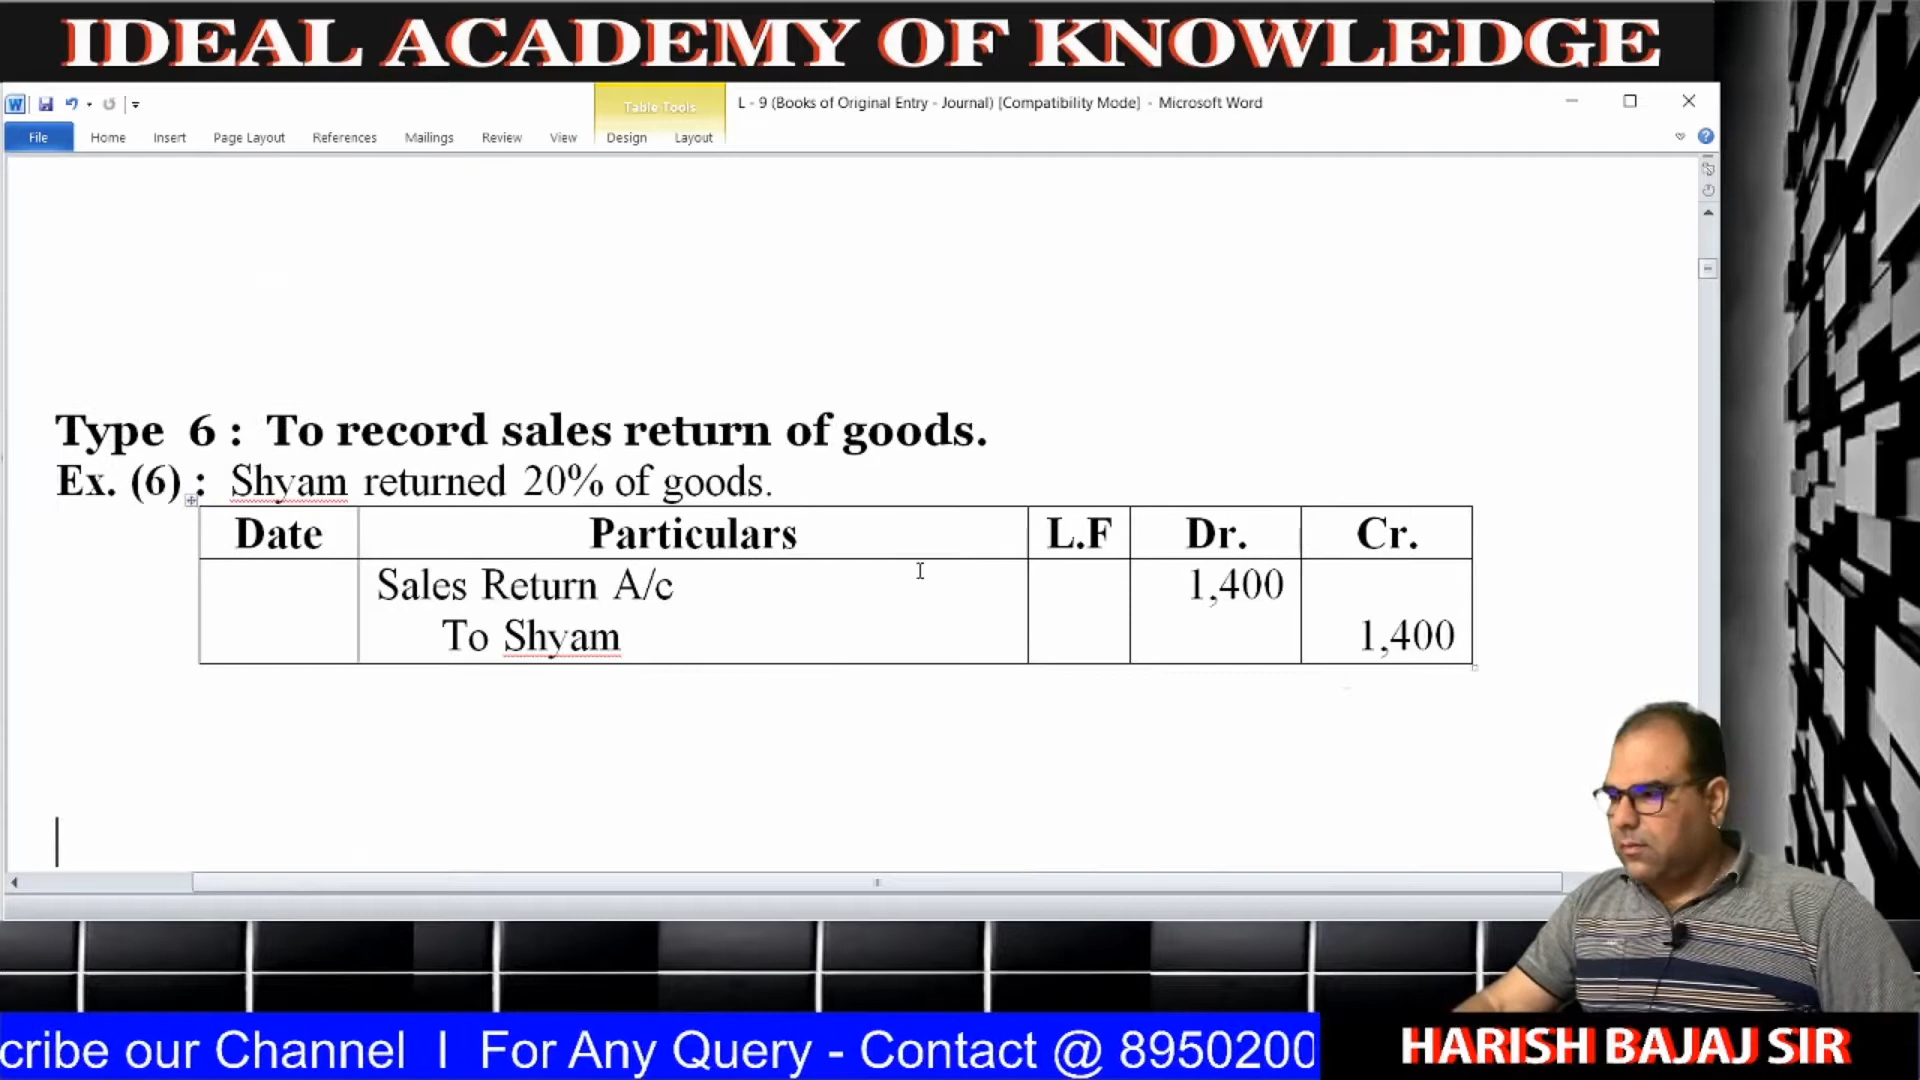 IDEAL ACADEMY OF KNOWLEDGE
Table Tools
L - 9 (Books of Original Entry - Journal) [Compatibility Mode] - Microsoft Word
File Home Insert Page Layout References Mailings Review View Design Layout
Type 6 : To record sales return of goods.
Ex. (6) : Shyam returned 20% of goods.
Date Particulars L.F Dr. Cr.
Sales Return A/c 1,400
To Shyam 1,400
cribe our Channel I For Any Query - Contact @ 8950200
HARISH BAJAJ SIR